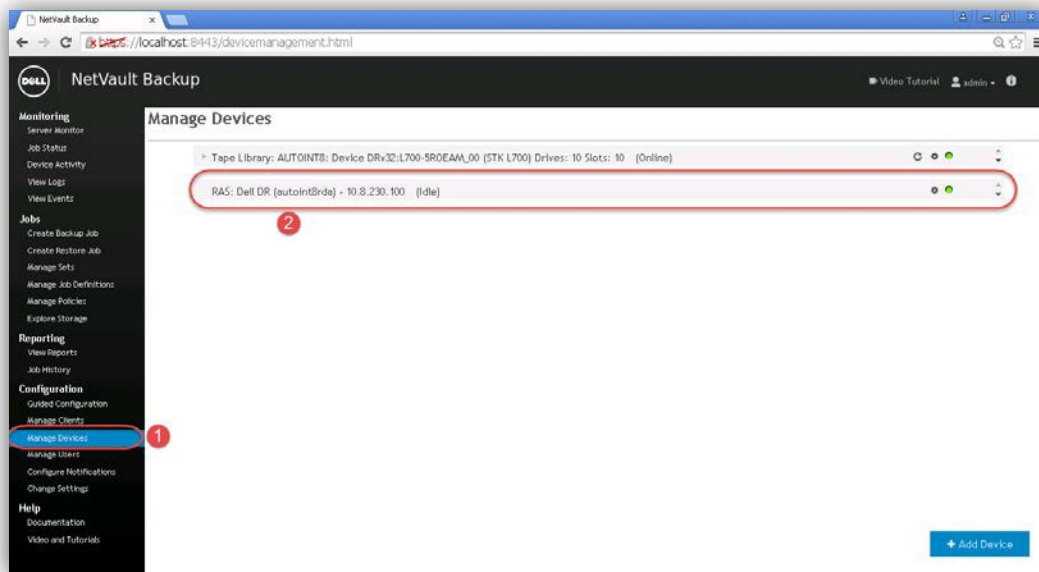 NetVault Backup
https://localhost:8443/devicemanagement.html
DELL
NetVault Backup
Video Tutorial
admin
Manage Devices
Monitoring
Server Monitor
Job Status
Device Activity
View Logs
View Events
Jobs
Create Backup Job
Create Restore Job
Manage Sets
Manage Job Definitions
Manage Policies
Explore Storage
Reporting
View Reports
Job History
Configuration
Guided Configuration
Manage Clients
Manage Devices
1
Manage Users
Configure Notifications
Change Settings
Help
Documentation
Video and Tutorials
Tape Library: AUTOINT8: Device DRv32:L700-5R0EAM_00 (STK L700) Drives: 10 Slots: 10 (Online)
RAS: Dell DR (autoint8rda) - 10.8.230.100 (Idle)
2
+ Add Device